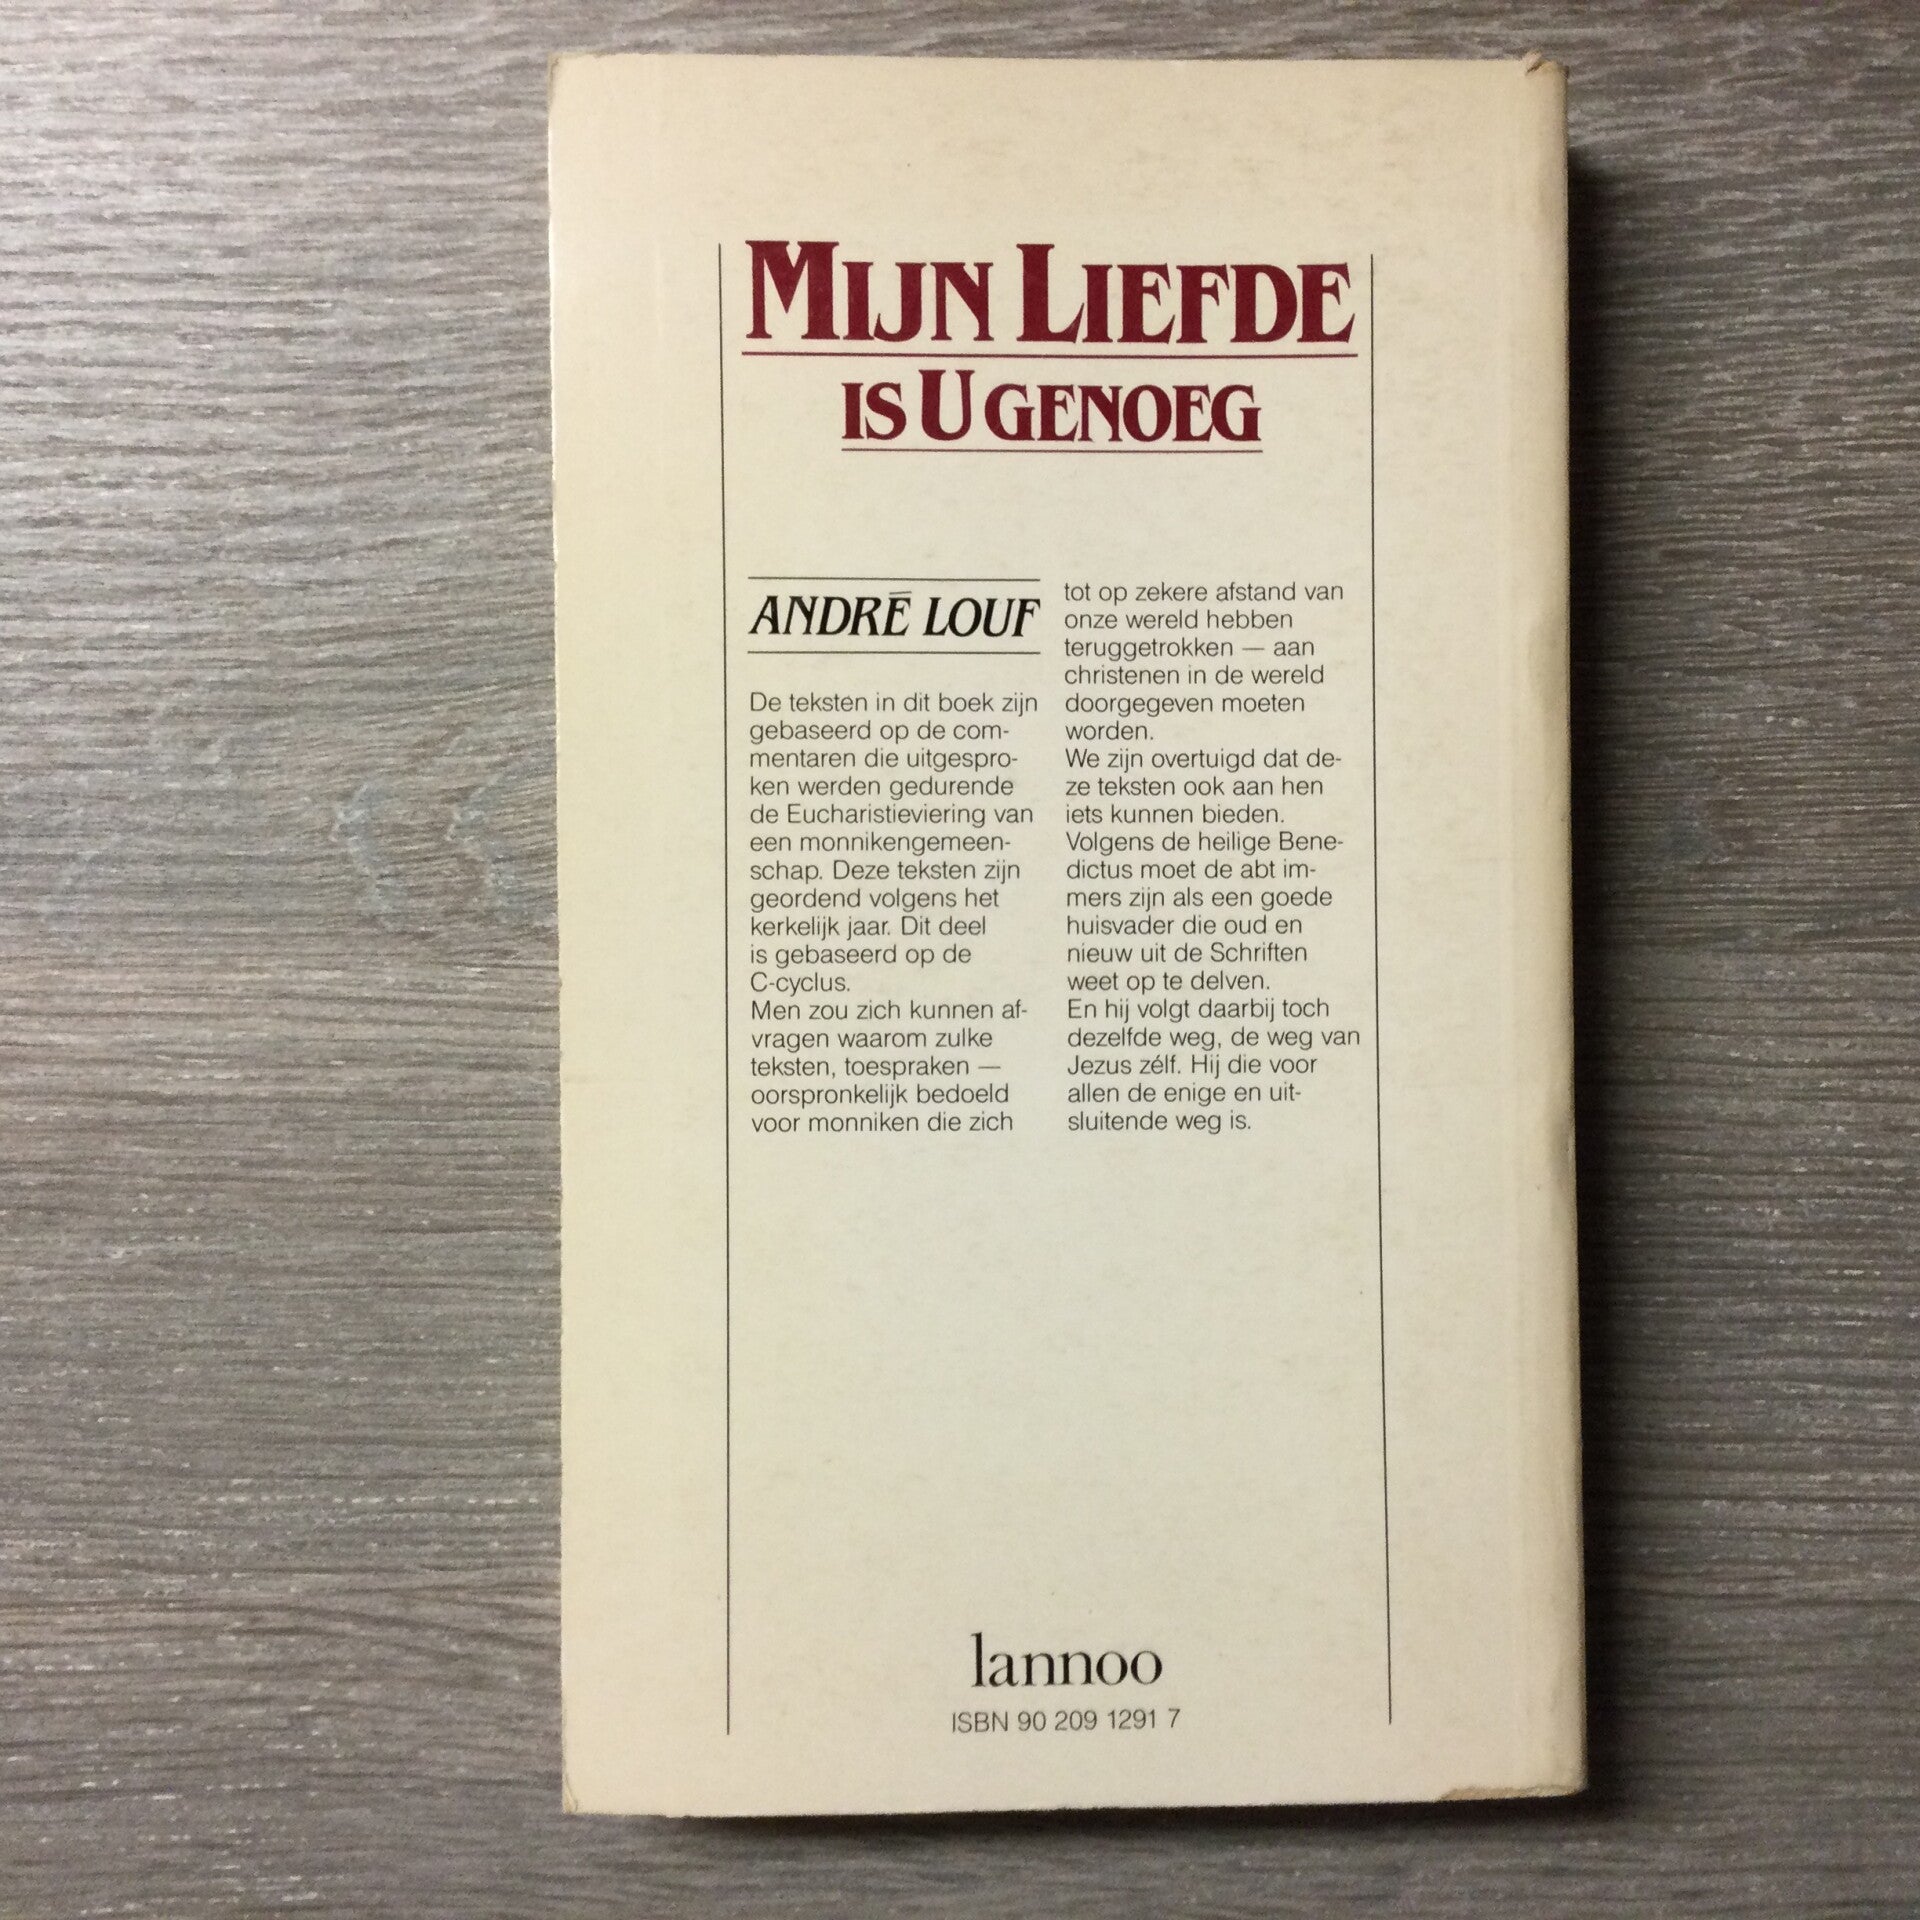 MIJN LIEFDE
IS U GENOEG
ANDRÉ LOUF
De teksten in dit boek zijn
gebaseerd op de com-
mentaren die uitgespro-
ken werden gedurende
de Eucharistieviering van
een monnikengemeen-
schap. Deze teksten zijn
geordend volgens het
kerkelijk jaar. Dit deel
is gebaseerd op de
C-cyclus.
Men zou zich kunnen af-
vragen waarom zulke
teksten, toespraken —
oorspronkelijk bedoeld
voor monniken die zich
tot op zekere afstand van
onze wereld hebben
teruggetrokken — aan
christenen in de wereld
doorgegeven moeten
worden.
We zijn overtuigd dat de-
ze teksten ook aan hen
iets kunnen bieden.
Volgens de heilige Bene-
dictus moet de abt im-
mers zijn als een goede
huisvader die oud en
nieuw uit de Schriften
weet op te delven.
En hij volgt daarbij toch
dezelfde weg, de weg van
Jezus zélf. Hij die voor
allen de enige en uit-
sluitende weg is.
lannoo
ISBN 90 209 1291 7